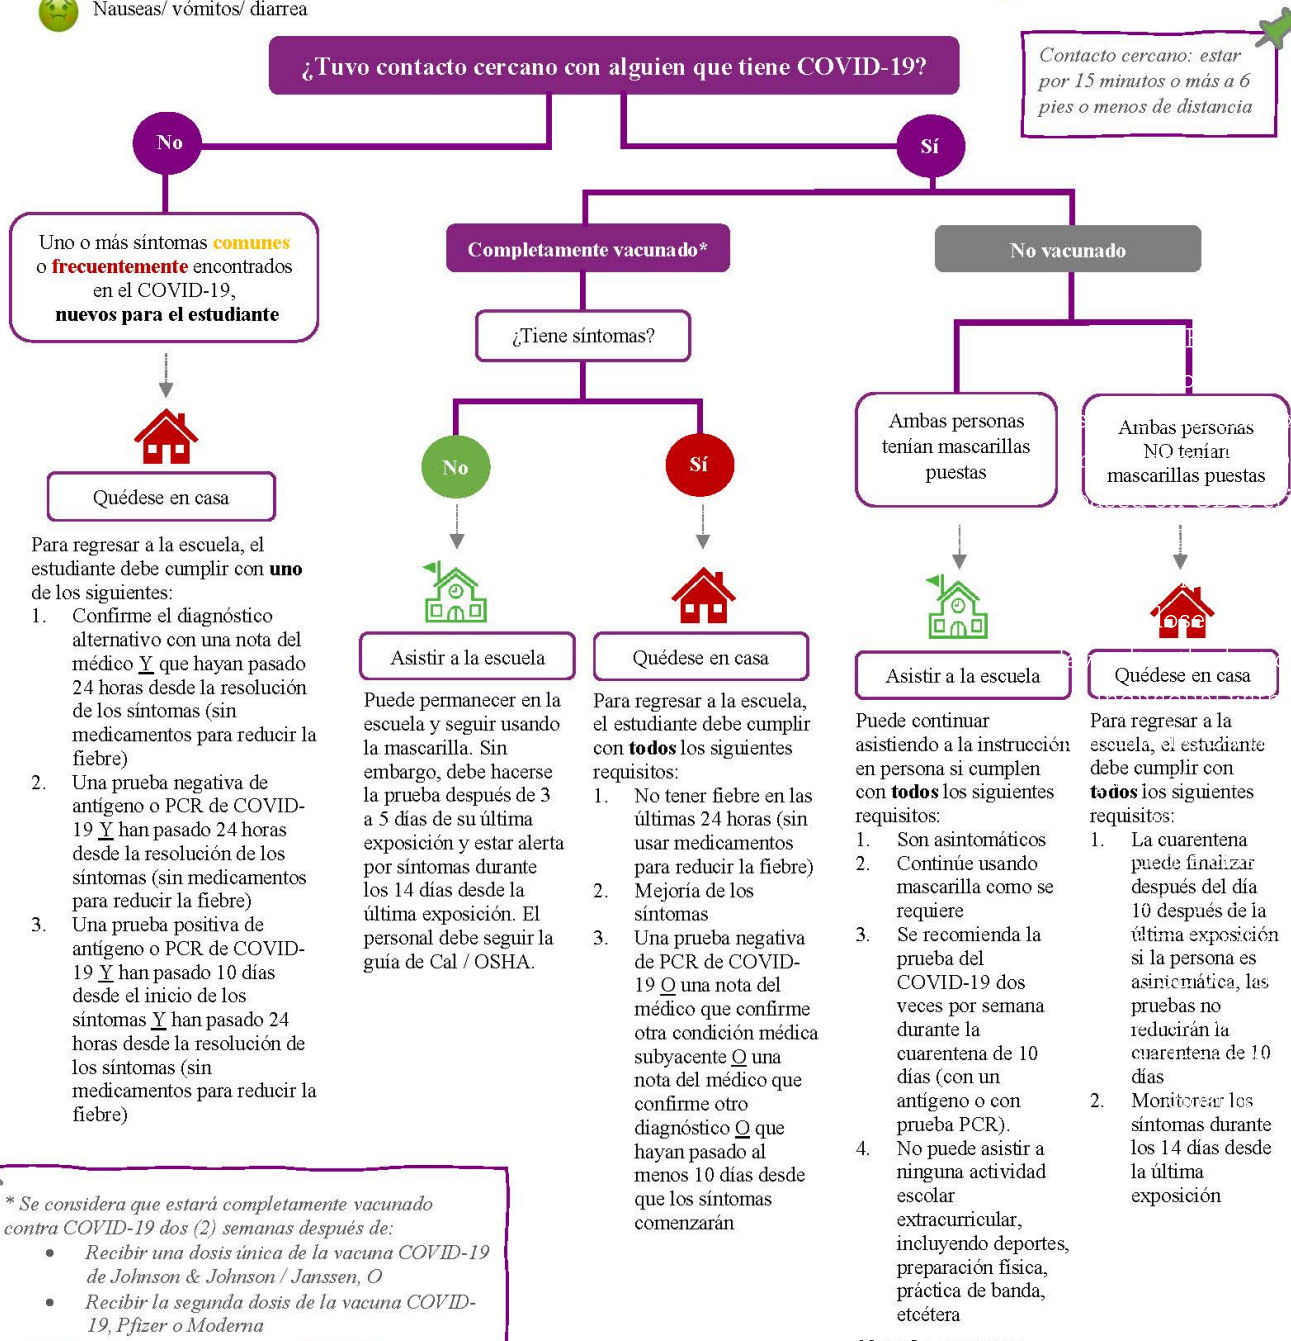 Nauseas/ vómitos/ diarrea
¿Tuvo contacto cercano con alguien que tiene COVID-19?
Contacto cercano: estar
por 15 minutos o más a 6
pies o menos de distancia
No
Sí
Uno o más síntomas comunes
o frecuentemente encontrados
en el COVID-19,
nuevos para el estudiante
Quédese en casa
Para regresar a la escuela, el
estudiante debe cumplir con uno
de los siguientes:
1. Confirme el diagnóstico
alternativo con una nota del
médico Y que hayan pasado
24 horas desde la resolución
de los síntomas (sin
medicamentos para reducir la
fiebre)
2. Una prueba negativa de
antígeno o PCR de COVID-
19 Y han pasado 24 horas
desde la resolución de los
síntomas (sin medicamentos
para reducir la fiebre)
3. Una prueba positiva de
antígeno o PCR de COVID-
19 Y han pasado 10 días
desde el inicio de los
síntomas Y han pasado 24
horas desde la resolución de
los síntomas (sin
medicamentos para reducir la
fiebre)
Completamente vacunado*
¿Tiene síntomas?
No
Sí
Asistir a la escuela
Puede permanecer en la
escuela y seguir usando
la mascarilla. Sin
embargo, debe hacerse
la prueba después de 3
a 5 días de su última
exposición y estar alerta
por síntomas durante
los 14 días desde la
última exposición. El
personal debe seguir la
guía de Cal / OSHA.
Quédese en casa
Para regresar a la escuela,
el estudiante debe cumplir
con todos los siguientes
requisitos:
1. No tener fiebre en las
últimas 24 horas (sin
usar medicamentos
para reducir la fiebre)
2. Mejoría de los
síntomas
3. Una prueba negativa
de PCR de COVID-
19 O una nota del
médico que confirme
otra condición médica
subyacente O una
nota del médico que
confirme otro
diagnóstico O que
hayan pasado al
menos 10 días desde
que los síntomas
comenzarán
No vacunado
Ambas personas
tenían mascarillas
puestas
Asistir a la escuela
Puede continuar
asistiendo a la instrucción
en persona si cumplen
con todos los siguientes
requisitos:
1. Son asintomáticos
2. Continúe usando
mascarilla como se
requiere
3. Se recomienda la
prueba del
COVID-19 dos
veces por semana
durante la
cuarentena de 10
días (con un
antígeno o con
prueba PCR).
4. No puede asistir a
ninguna actividad
escolar
extracurricular,
incluyendo deportes,
preparación física,
práctica de banda,
etcétera
Ambas personas
NO tenían
mascarillas puestas
Quédese en casa
Para regresar a la
escuela, el estudiante
debe cumplir con
todos los siguientes
requisitos:
1. La cuarentena
puede finalizar
después del día
10 después de la
última exposición
si la persona es
asintomática, las
pruebas no
reducirán la
cuarentena de 10
días
2. Monitorear los
síntomas durante
los 14 días desde
la última
exposición
* Se considera que estará completamente vacunado
contra COVID-19 dos (2) semanas después de:
• Recibir una dosis única de la vacuna COVID-19
de Johnson & Johnson / Janssen, O
• Recibir la segunda dosis de la vacuna COVID-
19, Pfizer o Moderna